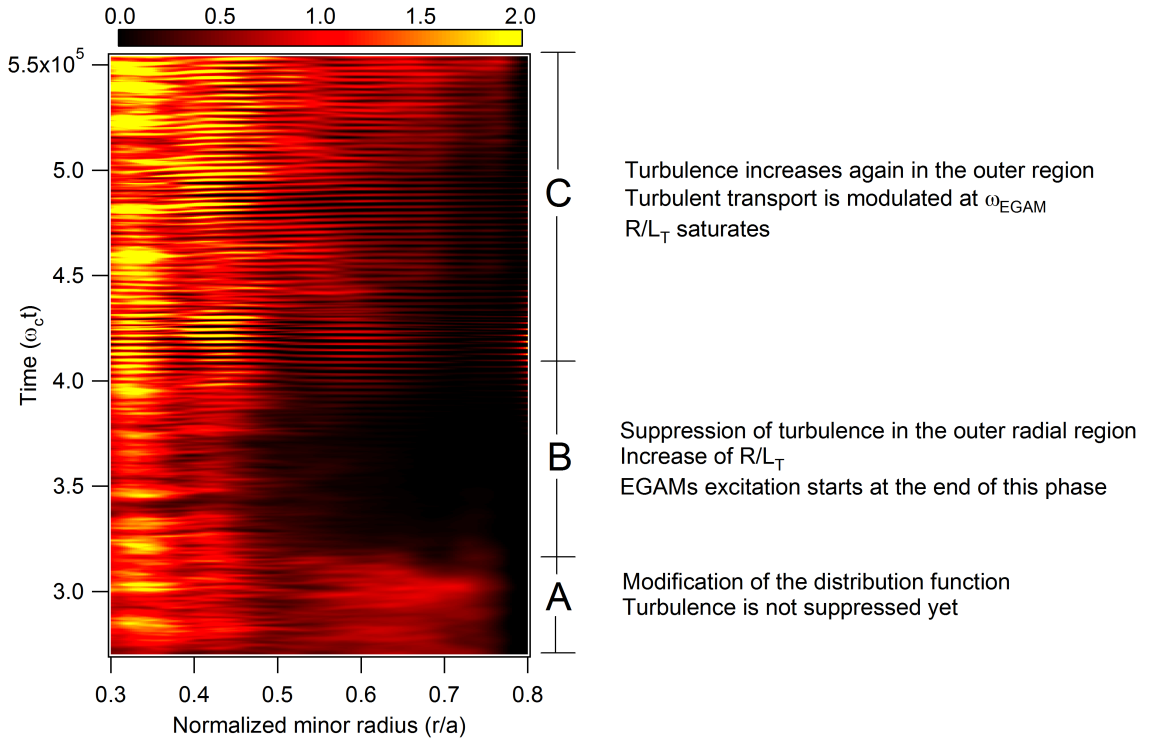 0.0 0.5 1.0 1.5 2.0
5.5x10⁵
5.0
4.5
4.0
3.5
3.0
Time (ω_c t)
0.3 0.4 0.5 0.6 0.7 0.8
Normalized minor radius (r/a)
C
Turbulence increases again in the outer region
Turbulent transport is modulated at ω_EGAM
R/L_T saturates
B
Suppression of turbulence in the outer radial region
Increase of R/L_T
EGAMs excitation starts at the end of this phase
A
Modification of the distribution function
Turbulence is not suppressed yet